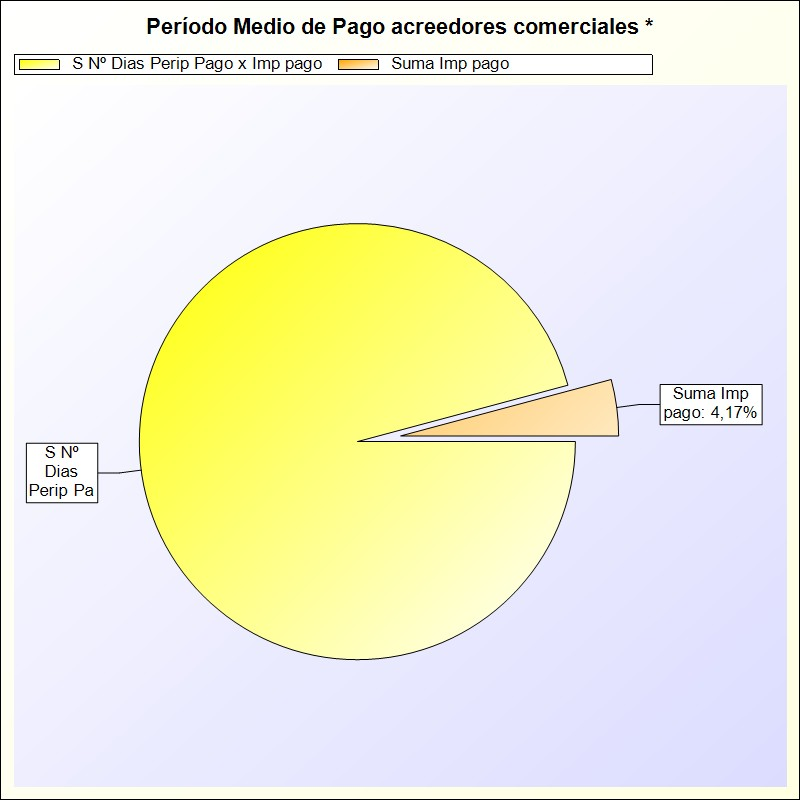 Período Medio de Pago acreedores comerciales *
S Nº Dias Perip Pago x Imp pago
Suma Imp pago
Suma Imp
pago: 4,17%
S Nº
Dias
Perip Pa